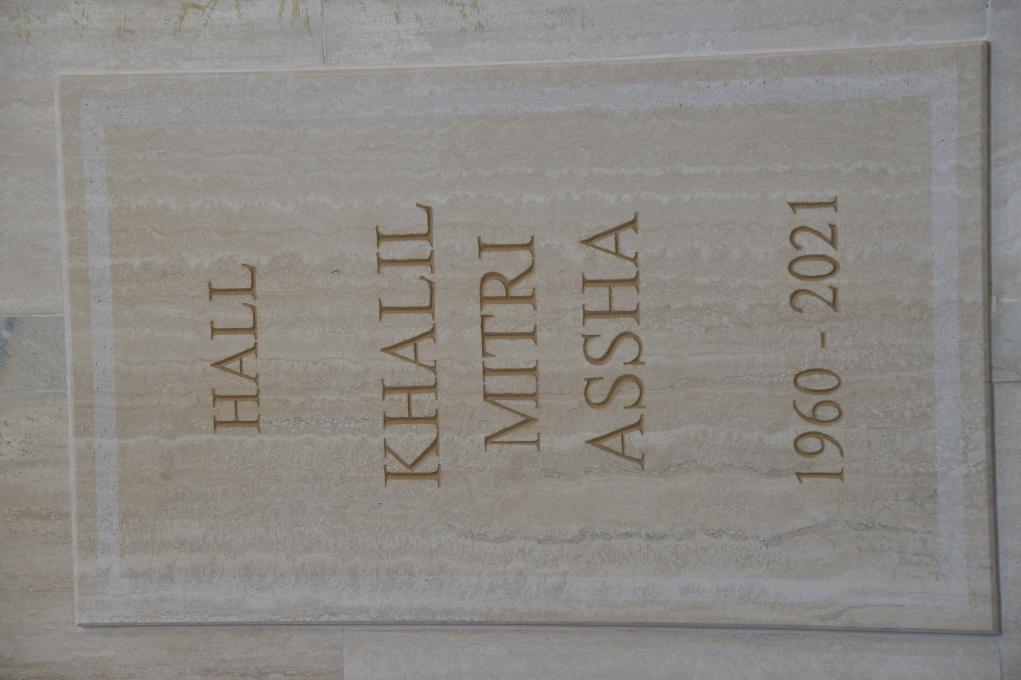 HALL
KHALIL
MITRI
ASSHA
1960 - 2021